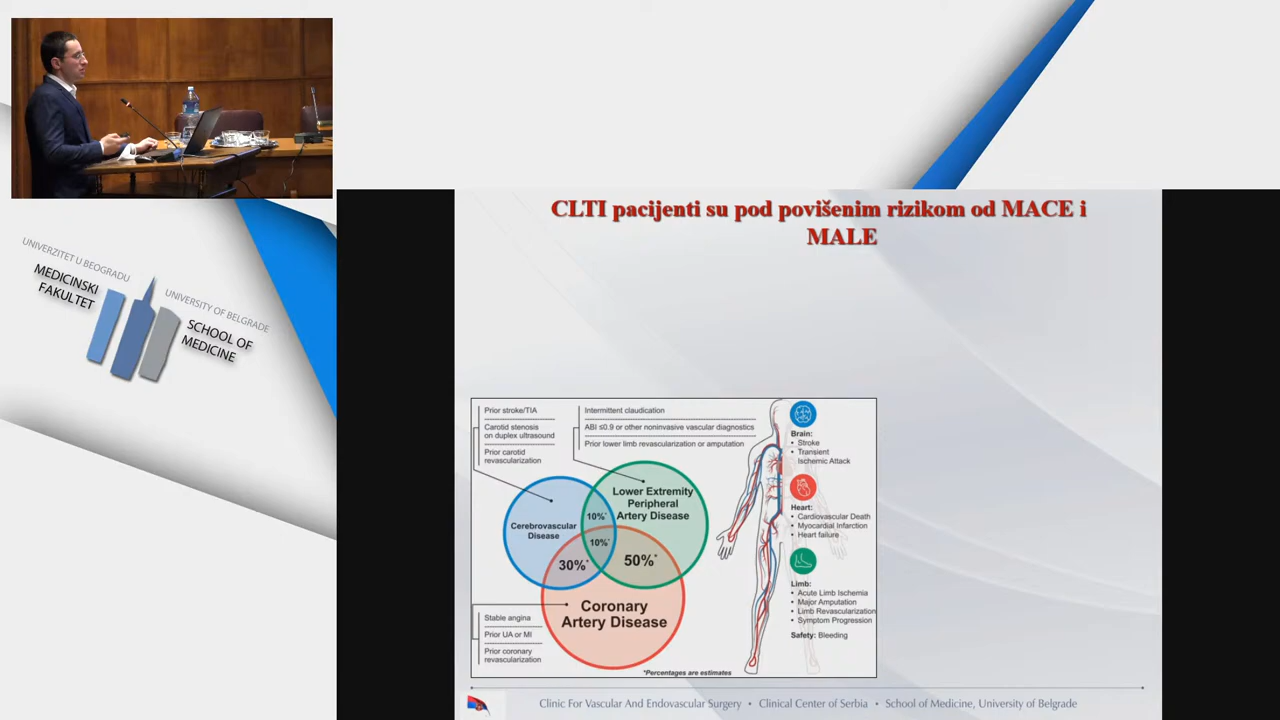 UNIVERZITET U BEOGRADU
MEDICINSKI
FAKULTET
UNIVERSITY OF BELGRADE
SCHOOL OF
MEDICINE
CLTI pacijenti su pod povišenim rizikom od MACE i
MALE
Prior stroke/TIA
Carotid stenosis
on duplex ultrasound
Prior carotid
revascularization
Intermittent claudication
ABI ≤0.9 or other noninvasive vascular diagnostics
Prior lower limb revascularization or amputation
Lower Extremity
Peripheral
Artery Disease
Cerebrovascular
Disease
10%*
10%*
30%*
50%*
Coronary
Artery Disease
Stable angina
Prior UA or MI
Prior coronary
revascularization
*Percentages are estimates
Brain:
• Stroke
• Transient
Ischemic Attack
Heart:
• Cardiovascular Death
• Myocardial Infarction
• Heart failure
Limb:
• Acute Limb Ischemia
• Major Amputation
• Limb Revascularization
• Symptom Progression
Safety: Bleeding
Clinic For Vascular And Endovascular Surgery • Clinical Center of Serbia • School of Medicine, University of Belgrade